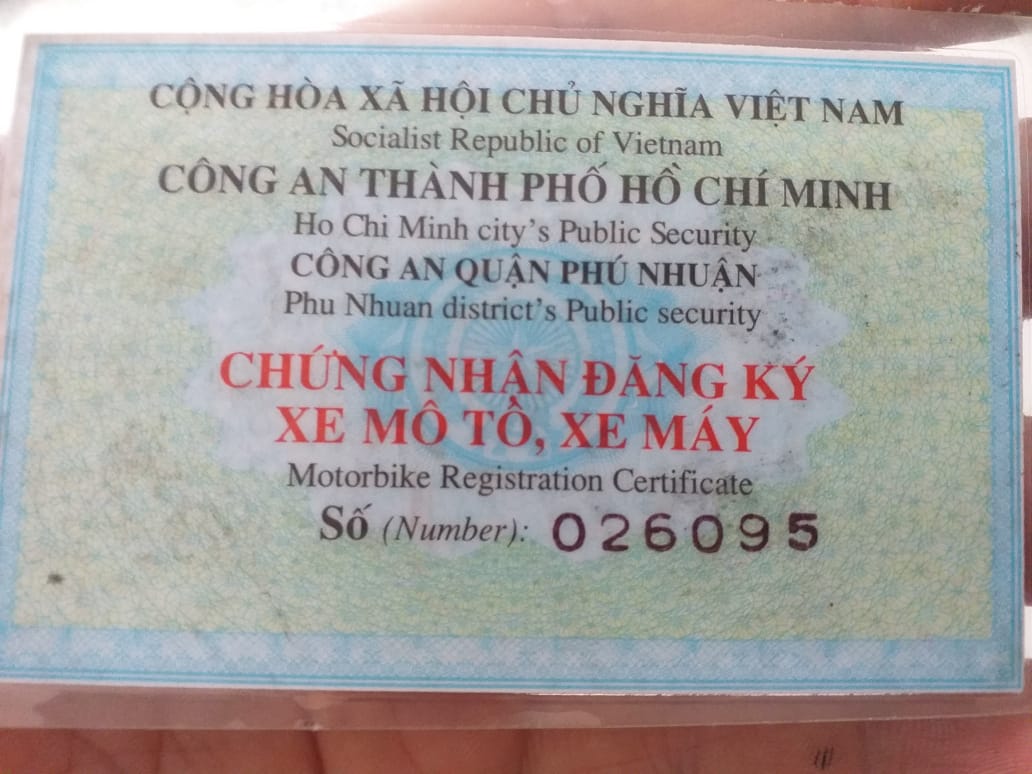 CỘNG HÒA XÃ HỘI CHỦ NGHĨA VIỆT NAM
Socialist Republic of Vietnam
CÔNG AN THÀNH PHỐ HỒ CHÍ MINH
Ho Chi Minh city's Public Security
CÔNG AN QUẬN PHÚ NHUẬN
Phu Nhuan district's Public security
CHỨNG NHẬN ĐĂNG KÝ
XE MÔ TÔ, XE MÁY
Motorbike Registration Certificate
Số (Number): 026095